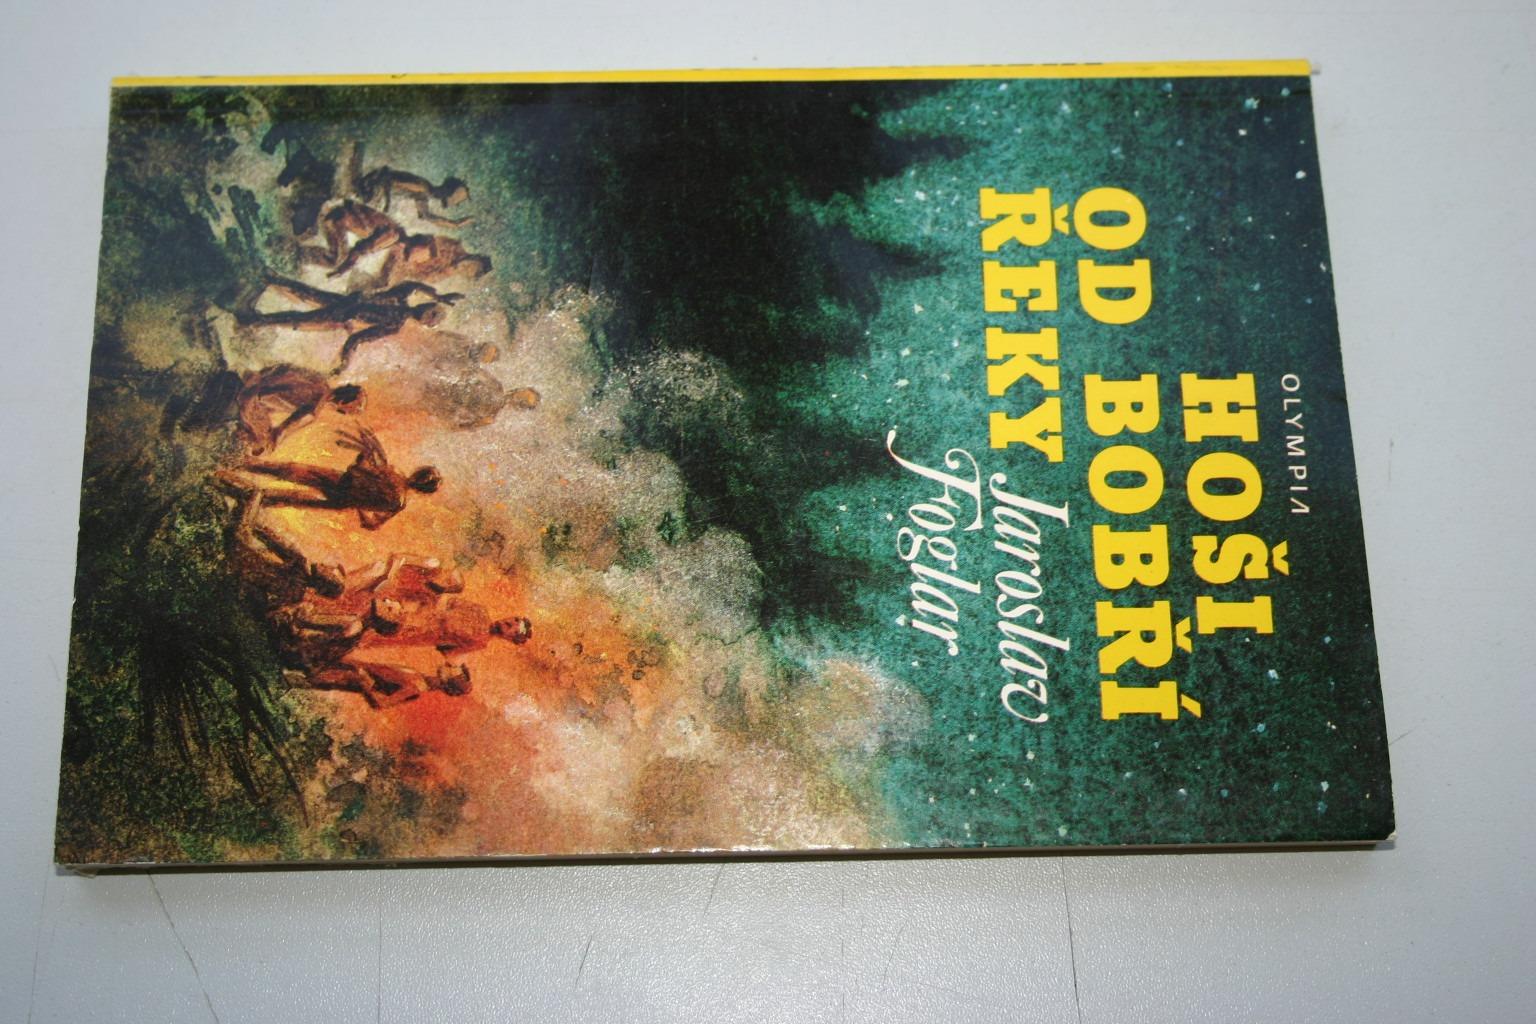 OLYMPIA
HOŠI
OD BOBŘÍ
ŘEKY
Jaroslav
Foglar